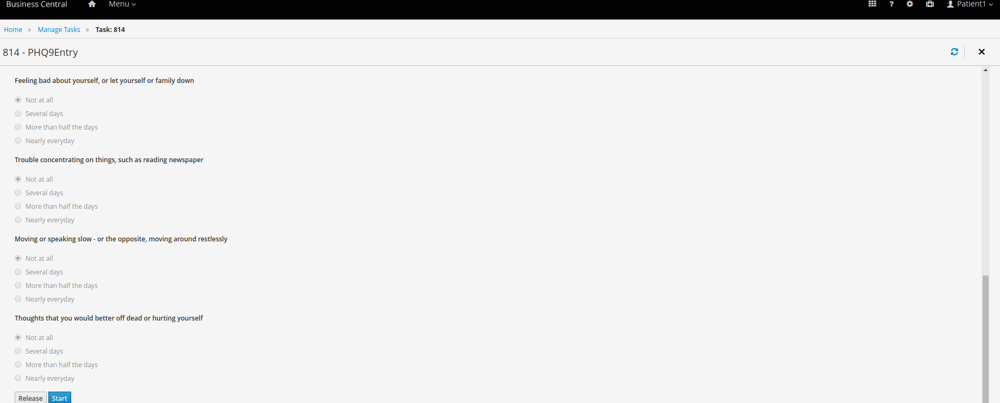 Business Central Menu ? Patient1
Home » Manage Tasks » Task: 814
814 - PHQ9Entry
Feeling bad about yourself, or let yourself or family down
Not at all
Several days
More than half the days
Nearly everyday
Trouble concentrating on things, such as reading newspaper
Not at all
Several days
More than half the days
Nearly everyday
Moving or speaking slow - or the opposite, moving around restlessly
Not at all
Several days
More than half the days
Nearly everyday
Thoughts that you would better off dead or hurting yourself
Not at all
Several days
More than half the days
Nearly everyday
Release Start